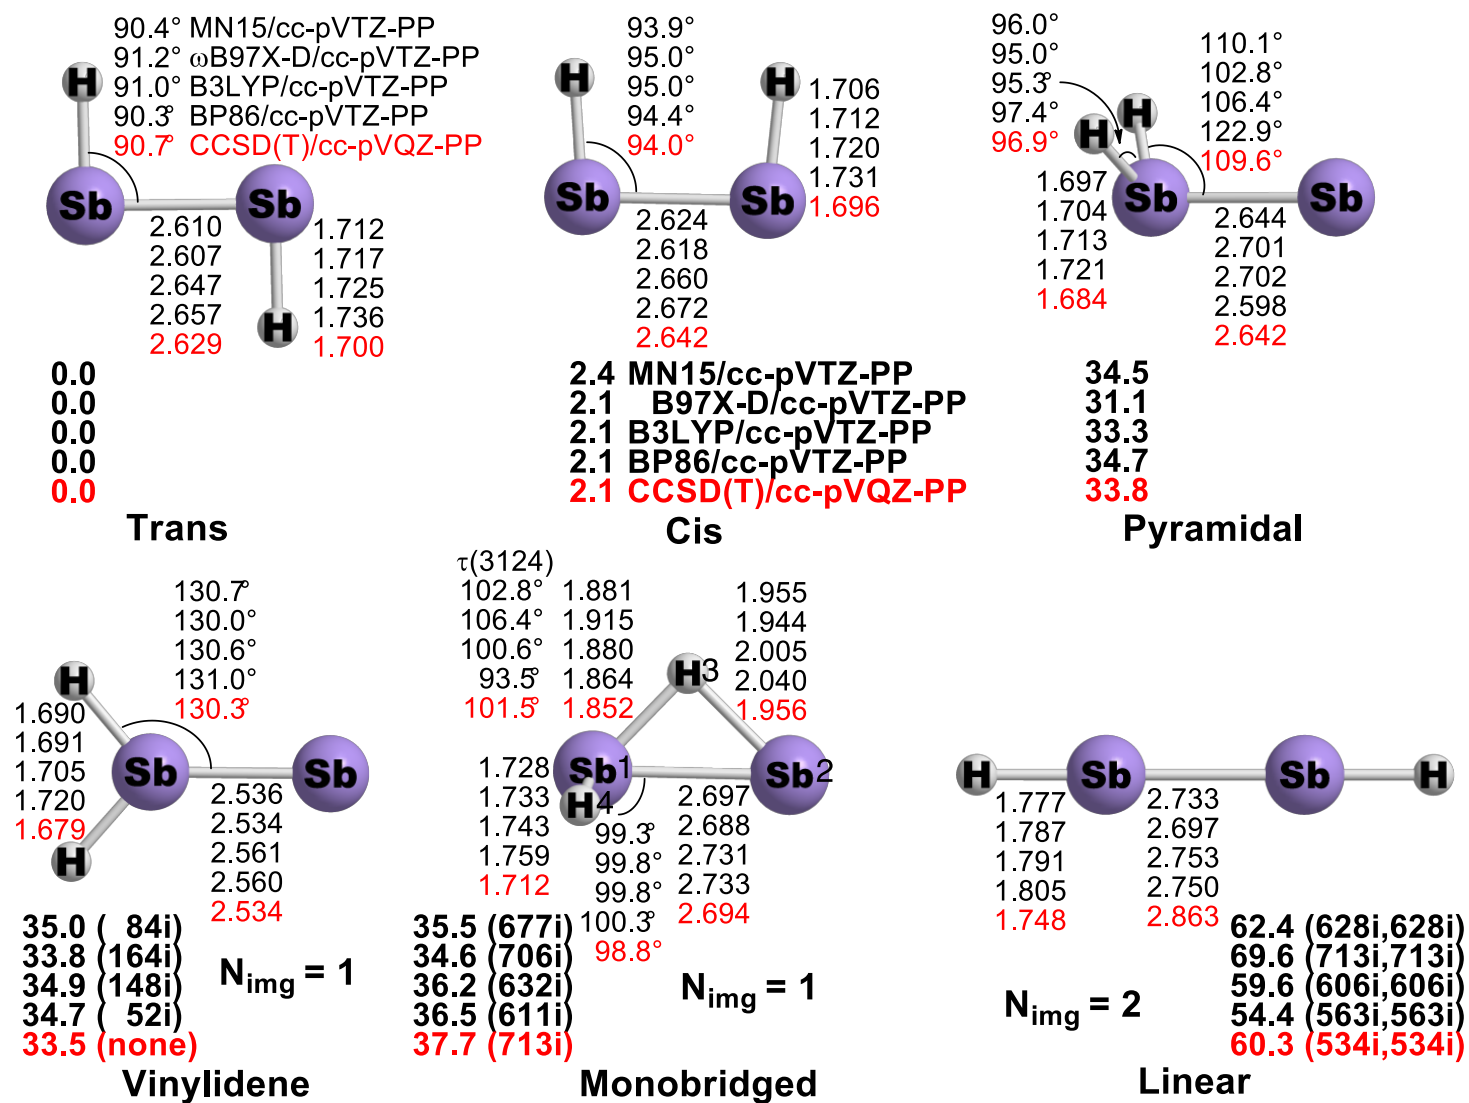 90.4° MN15/cc-pVTZ-PP
91.2° ωB97X-D/cc-pVTZ-PP
91.0° B3LYP/cc-pVTZ-PP
90.3° BP86/cc-pVTZ-PP
90.7° CCSD(T)/cc-pVQZ-PP
H
Sb
Sb
H
2.610
2.607
2.647
2.657
2.629
1.712
1.717
1.725
1.736
1.700
0.0
0.0
0.0
0.0
0.0
Trans
93.9°
95.0°
95.0°
94.4°
94.0°
H
H
Sb
Sb
1.706
1.712
1.720
1.731
1.696
2.624
2.618
2.660
2.672
2.642
2.4 MN15/cc-pVTZ-PP
2.1 B97X-D/cc-pVTZ-PP
2.1 B3LYP/cc-pVTZ-PP
2.1 BP86/cc-pVTZ-PP
2.1 CCSD(T)/cc-pVQZ-PP
Cis
96.0°
95.0°
95.3°
97.4°
96.9°
110.1°
102.8°
106.4°
122.9°
109.6°
H
H
Sb
Sb
1.697
1.704
1.713
1.721
1.684
2.644
2.701
2.702
2.598
2.642
34.5
31.1
33.3
34.7
33.8
Pyramidal
130.7°
130.0°
130.6°
131.0°
130.3°
H
1.690
1.691
1.705
1.720
1.679
Sb
Sb
H
2.536
2.534
2.561
2.560
2.534
35.0 ( 84i)
33.8 (164i)
34.9 (148i)
34.7 ( 52i)
33.5 (none)
Nimg = 1
Vinylidene
τ(3124)
102.8°
106.4°
100.6°
93.5°
101.5°
1.881
1.915
1.880
1.864
1.852
1.955
1.944
2.005
2.040
1.956
H3
Sb1
Sb2
H4
1.728
1.733
1.743
1.759
1.712
99.3°
99.8°
99.8°
100.3°
98.8°
2.697
2.688
2.731
2.733
2.694
35.5 (677i)
34.6 (706i)
36.2 (632i)
36.5 (611i)
37.7 (713i)
Nimg = 1
Monobridged
H
Sb
Sb
H
1.777
1.787
1.791
1.805
1.748
2.733
2.697
2.753
2.750
2.863
62.4 (628i,628i)
69.6 (713i,713i)
59.6 (606i,606i)
54.4 (563i,563i)
60.3 (534i,534i)
Nimg = 2
Linear